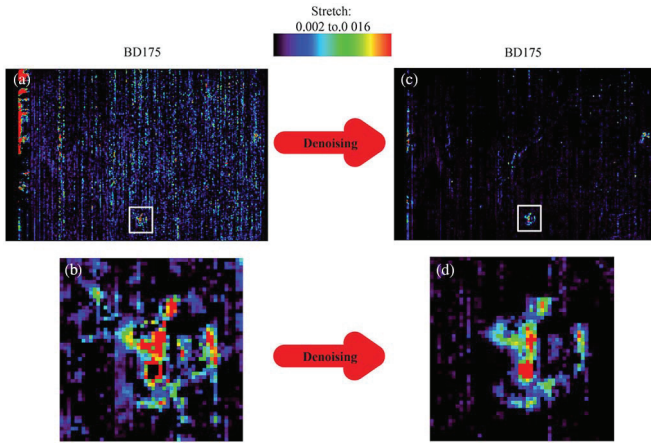 Stretch:
0.002 to 0 016
BD175
BD175
(a)
(c)
Denoising
(b)
(d)
Denoising